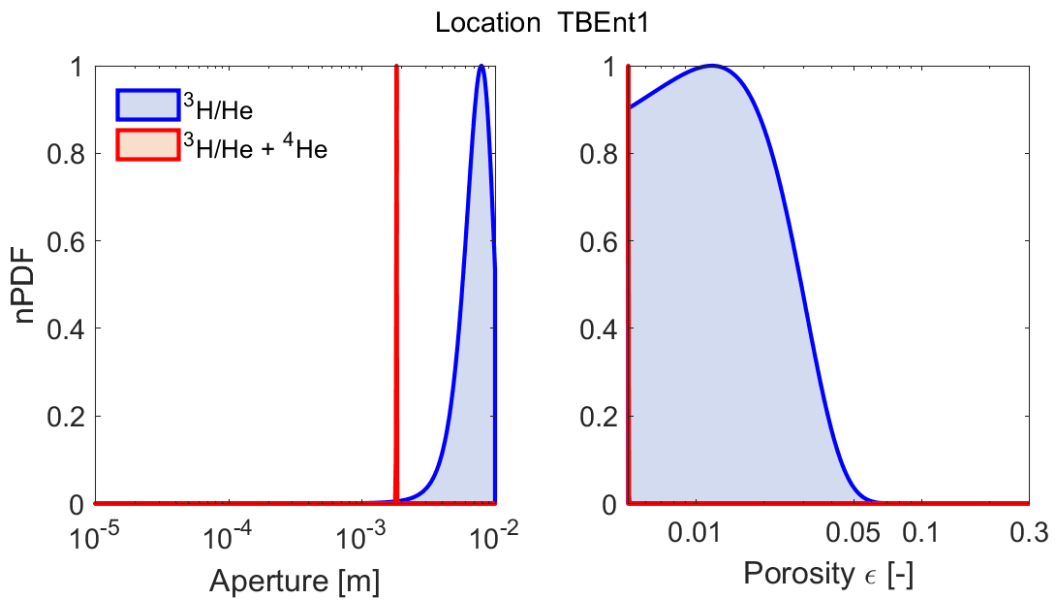 Location TBEnt1
nPDF
1
0.8
0.6
0.4
0.2
0
³H/He
³H/He + ⁴He
10⁻⁵ 10⁻⁴ 10⁻³ 10⁻²
Aperture [m]
1
0.8
0.6
0.4
0.2
0
0.01 0.05 0.1 0.3
Porosity ϵ [-]